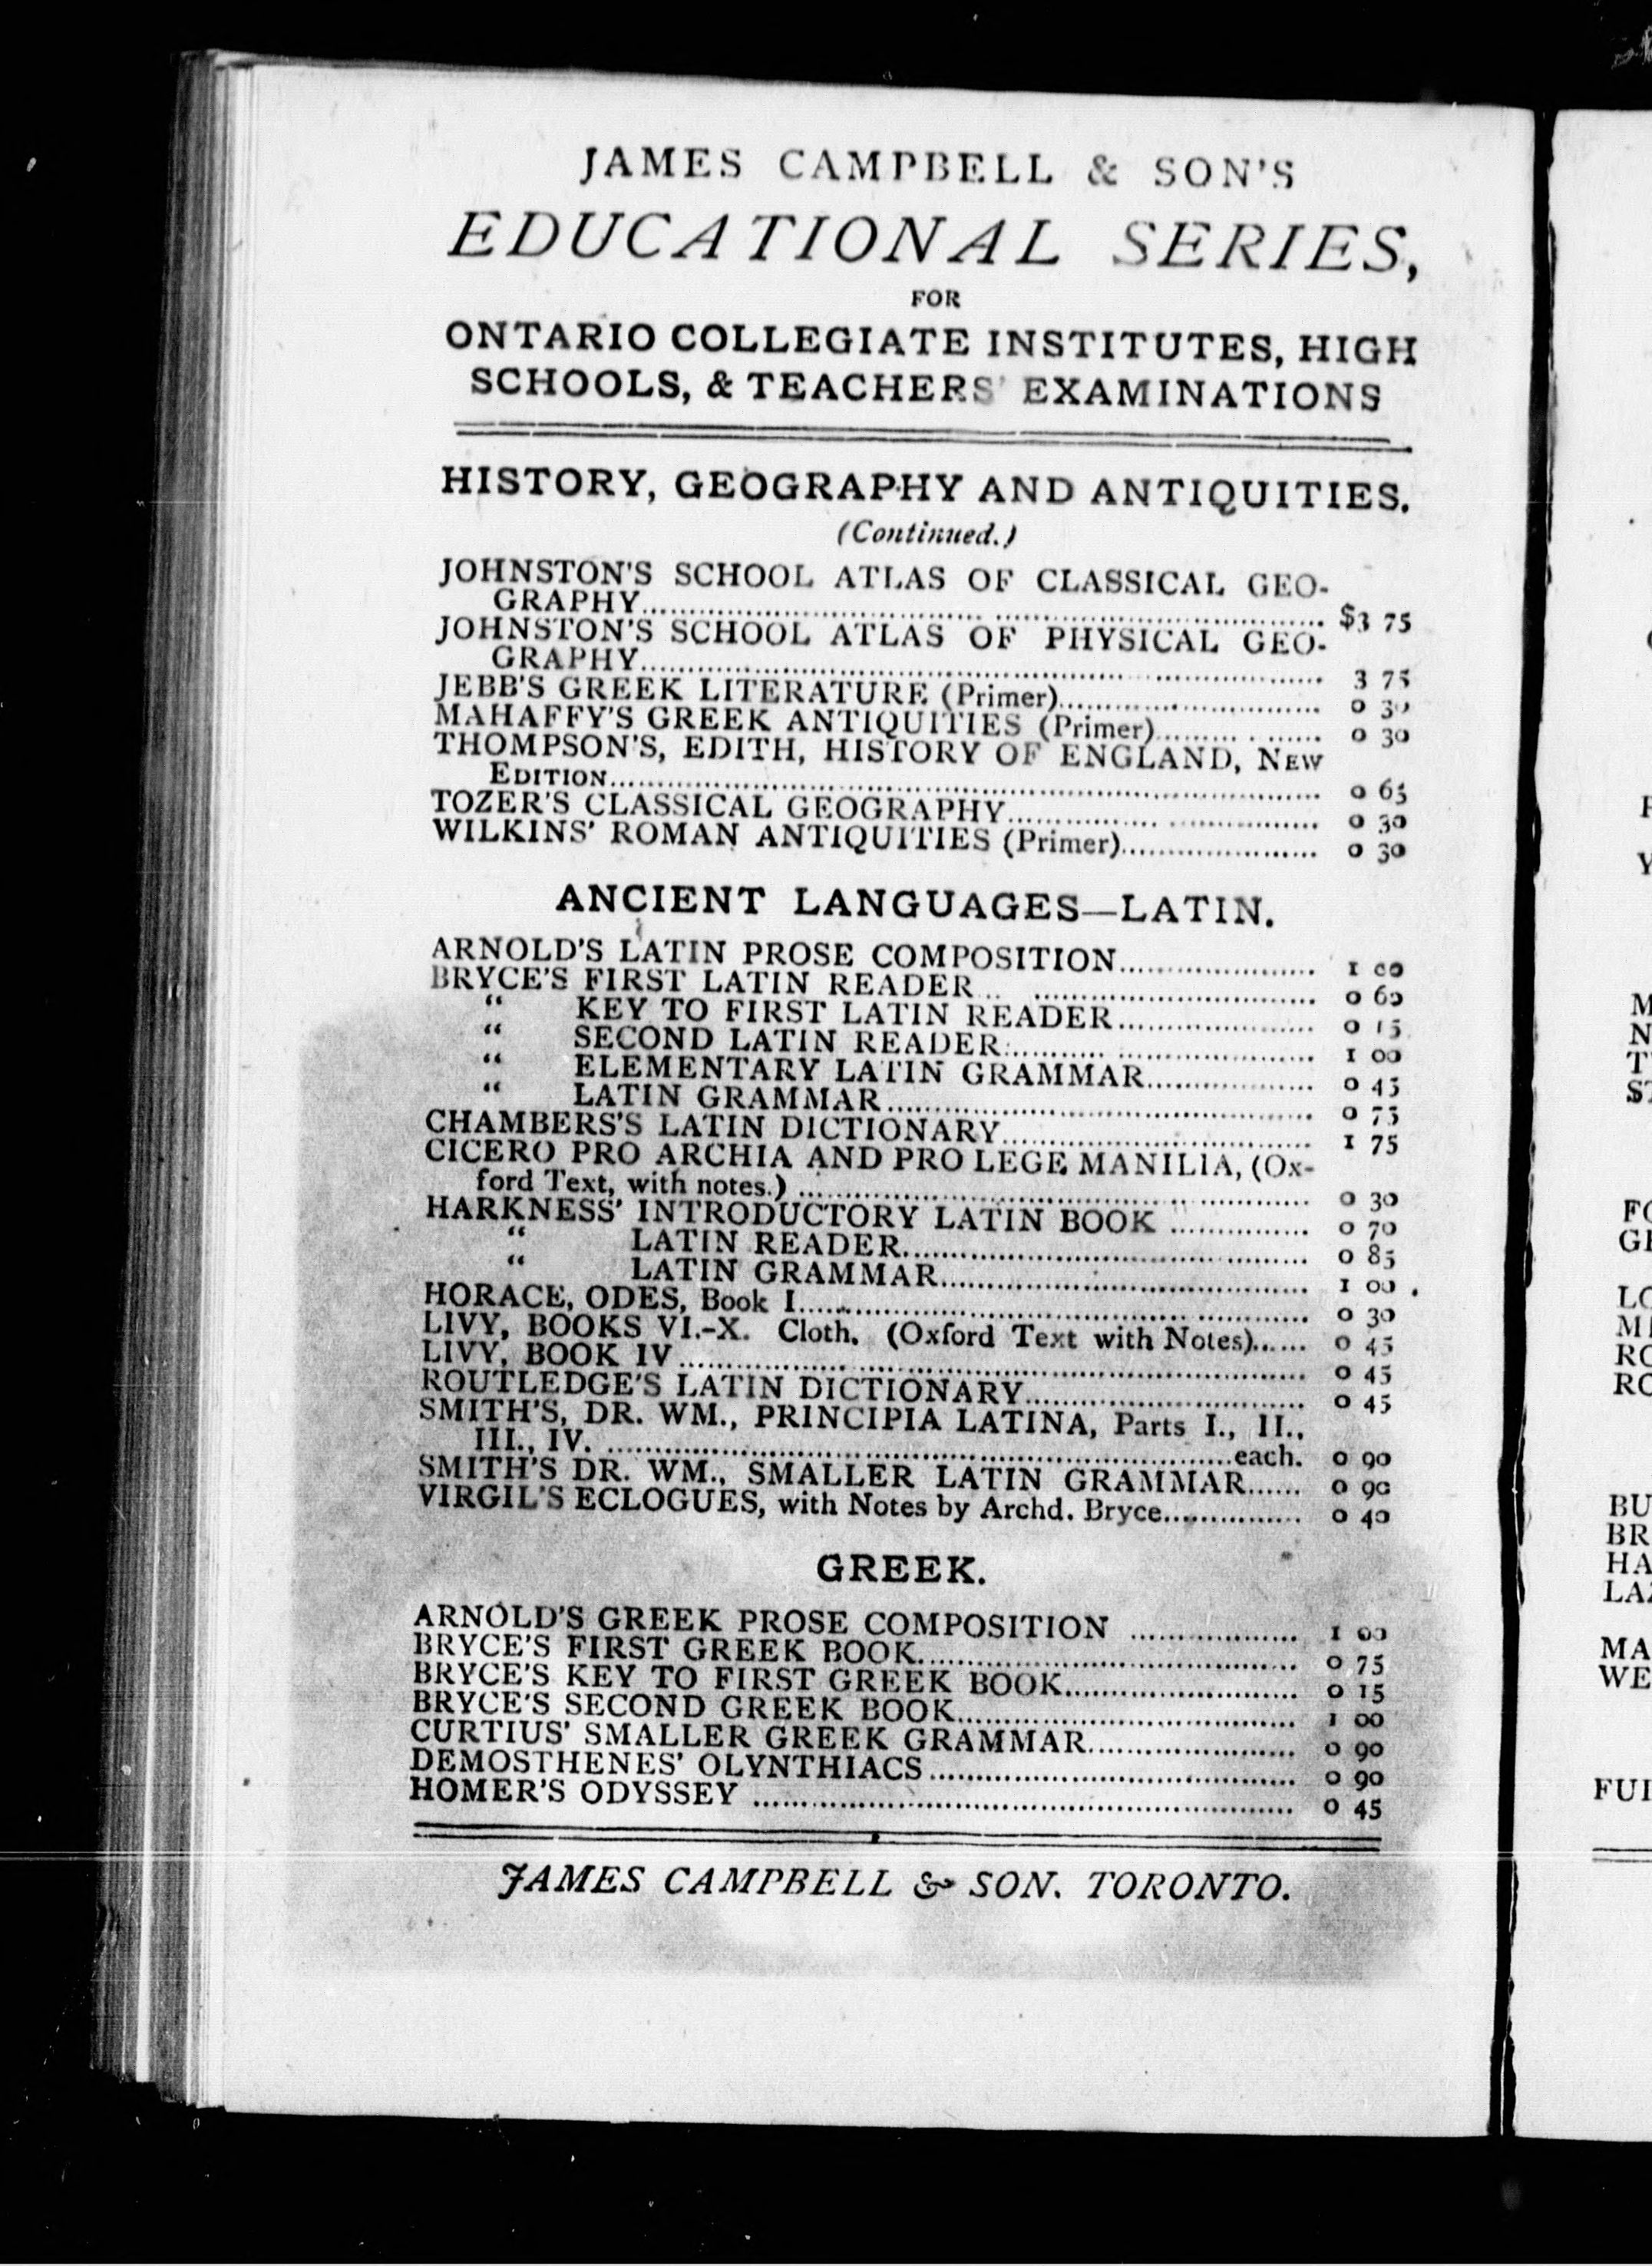 JAMES CAMPBELL & SON'S
EDUCATIONAL SERIES,
FOR
ONTARIO COLLEGIATE INSTITUTES, HIGH
SCHOOLS, & TEACHERS' EXAMINATIONS
HISTORY, GEOGRAPHY AND ANTIQUITIES.
(Continued.)
JOHNSTON'S SCHOOL ATLAS OF CLASSICAL GEO-
GRAPHY.......... $3 75
JOHNSTON'S SCHOOL ATLAS OF PHYSICAL GEO-
GRAPHY.......... 3 75
JEBB'S GREEK LITERATURE (Primer).......... 0 30
MAHAFFY'S GREEK ANTIQUITIES (Primer).......... 0 30
THOMPSON'S, EDITH, HISTORY OF ENGLAND, NEW
EDITION.......... 0 65
TOZER'S CLASSICAL GEOGRAPHY.......... 0 30
WILKINS' ROMAN ANTIQUITIES (Primer).......... 0 30
ANCIENT LANGUAGES—LATIN.
ARNOLD'S LATIN PROSE COMPOSITION.......... 1 00
BRYCE'S FIRST LATIN READER.......... 0 60
“ KEY TO FIRST LATIN READER.......... 0 15
“ SECOND LATIN READER.......... 1 00
“ ELEMENTARY LATIN GRAMMAR.......... 0 45
“ LATIN GRAMMAR.......... 0 75
CHAMBERS'S LATIN DICTIONARY.......... 1 75
CICERO PRO ARCHIA AND PRO LEGE MANILIA, (Ox-
ford Text, with notes.) .......... 0 30
HARKNESS' INTRODUCTORY LATIN BOOK .......... 0 70
“ LATIN READER.......... 0 85
“ LATIN GRAMMAR.......... 1 00
HORACE, ODES, Book I.......... 0 30
LIVY, BOOKS VI.-X. Cloth. (Oxford Text with Notes)...... 0 45
LIVY, BOOK IV.......... 0 45
ROUTLEDGE'S LATIN DICTIONARY.......... 0 45
SMITH'S, DR. WM., PRINCIPIA LATINA, Parts I., II.,
III., IV. ..........each. 0 90
SMITH'S DR. WM., SMALLER LATIN GRAMMAR...... 0 90
VIRGIL'S ECLOGUES, with Notes by Archd. Bryce.......... 0 40
GREEK.
ARNOLD'S GREEK PROSE COMPOSITION .......... 1 00
BRYCE'S FIRST GREEK BOOK.......... 0 75
BRYCE'S KEY TO FIRST GREEK BOOK.......... 0 15
BRYCE'S SECOND GREEK BOOK.......... 1 00
CURTIUS' SMALLER GREEK GRAMMAR.......... 0 90
DEMOSTHENES' OLYNTHIACS.......... 0 90
HOMER'S ODYSSEY .......... 0 45
JAMES CAMPBELL & SON. TORONTO.